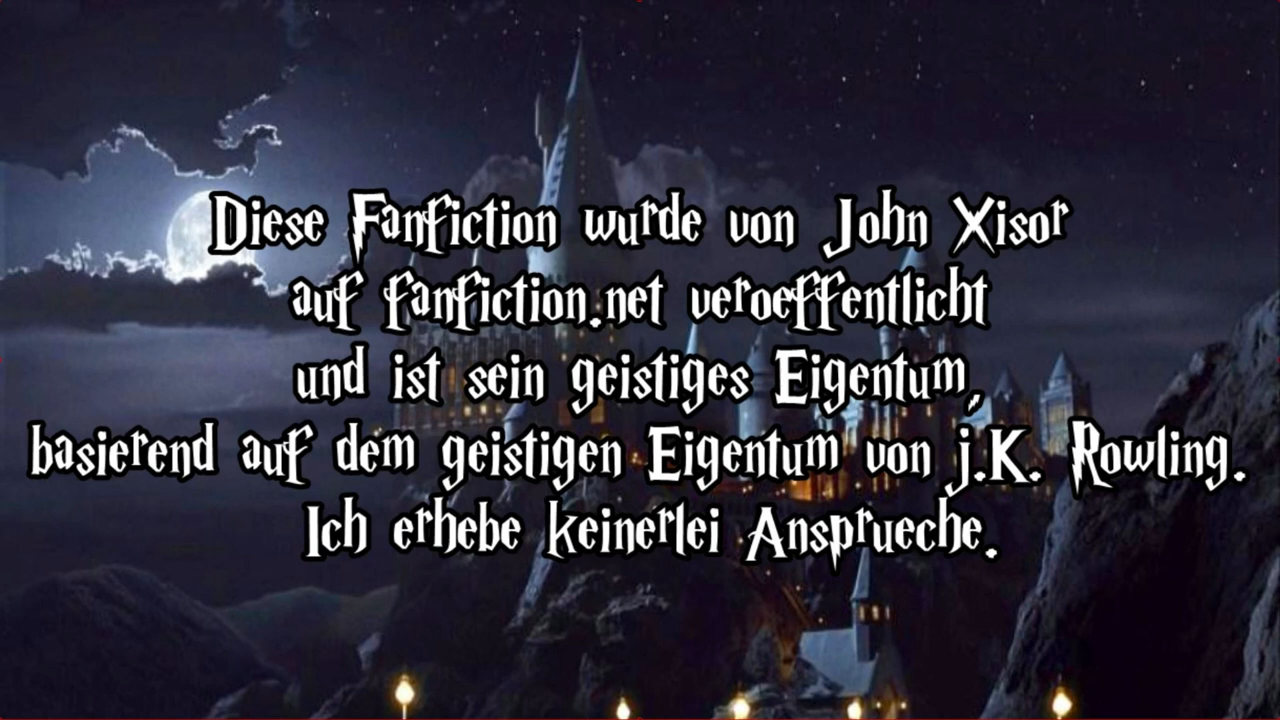 Diese Fanfiction wurde von John Xisor
auf fanfiction.net veroeffentlicht
und ist sein geistiges Eigentum,
basierend auf dem geistigen Eigentum von j.K. Rowling.
Ich erhebe keinerlei Ansprueche.